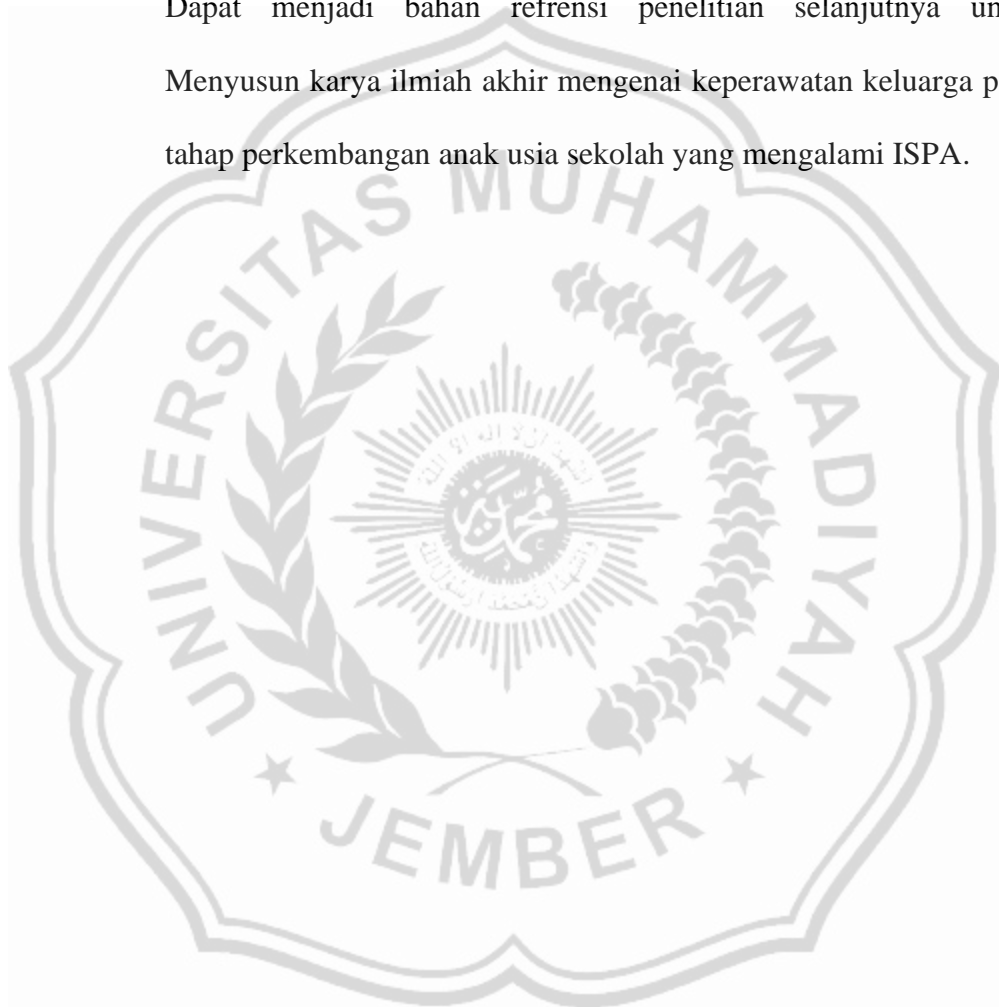 Dapat menjadi bahan refrensi penelitian selanjutnya un
Menyusun karya ilmiah akhir mengenai keperawatan keluarga p
tahap perkembangan anak usia sekolah yang mengalami ISPA.
UNIVERSITAS MUHAMMADIYAH
JEMBER